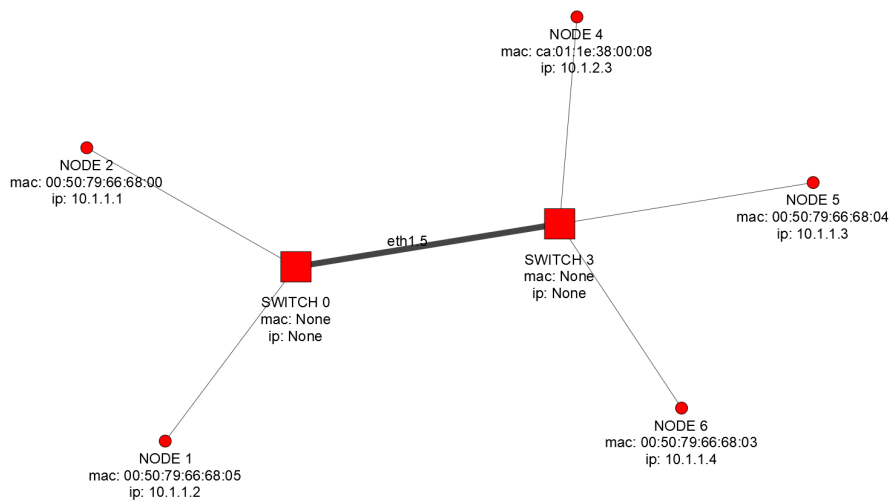 NODE 4
mac: ca:01:1e:38:00:08
ip: 10.1.2.3
NODE 2
mac: 00:50:79:66:68:00
ip: 10.1.1.1
NODE 5
mac: 00:50:79:66:68:04
ip: 10.1.1.3
eth1.5
SWITCH 3
mac: None
ip: None
SWITCH 0
mac: None
ip: None
NODE 6
mac: 00:50:79:66:68:03
ip: 10.1.1.4
NODE 1
mac: 00:50:79:66:68:05
ip: 10.1.1.2